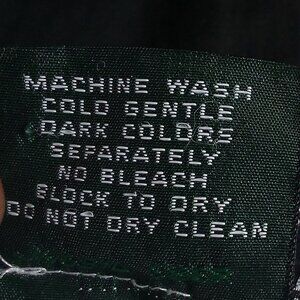 MACHINE WASH
COLD GENTLE
DARK COLORS
SEPARATELY
NO BLEACH
BLOCK TO DRY
DO NOT DRY CLEAN